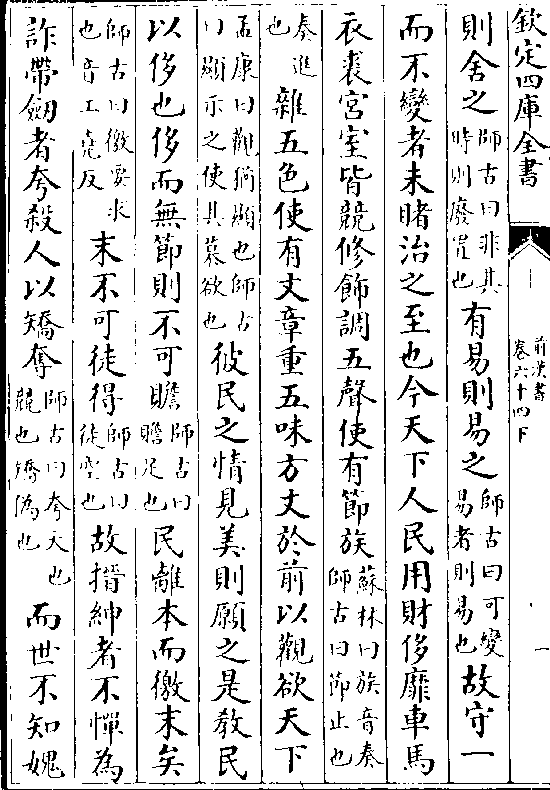 欽定四庫全書
前漢書
卷六十四下
一
則舍之師古曰非其時則廢置也有易則易之師古曰可變易者則易也故守一
而不變者未睹治之至也今天下人民用財侈靡車馬
衣裘宮室皆競修飾調五聲使有節族蘇林曰族音奏師古曰節止也
奏進也雜五色使有文章重五味方丈於前以觀欲天下
孟康曰觀猶顯也師古曰顯示之使其慕欲也彼民之情見美則願之是教民
以侈也侈而無節則不可贍師古曰贍足也民離本而徼末矣
師古曰徼要求也音工堯反末不可徒得師古曰徒空也故搢紳者不憚為
詐帶劒者夸殺人以矯奪師古曰夸大也競也矯偽也而世不知媿